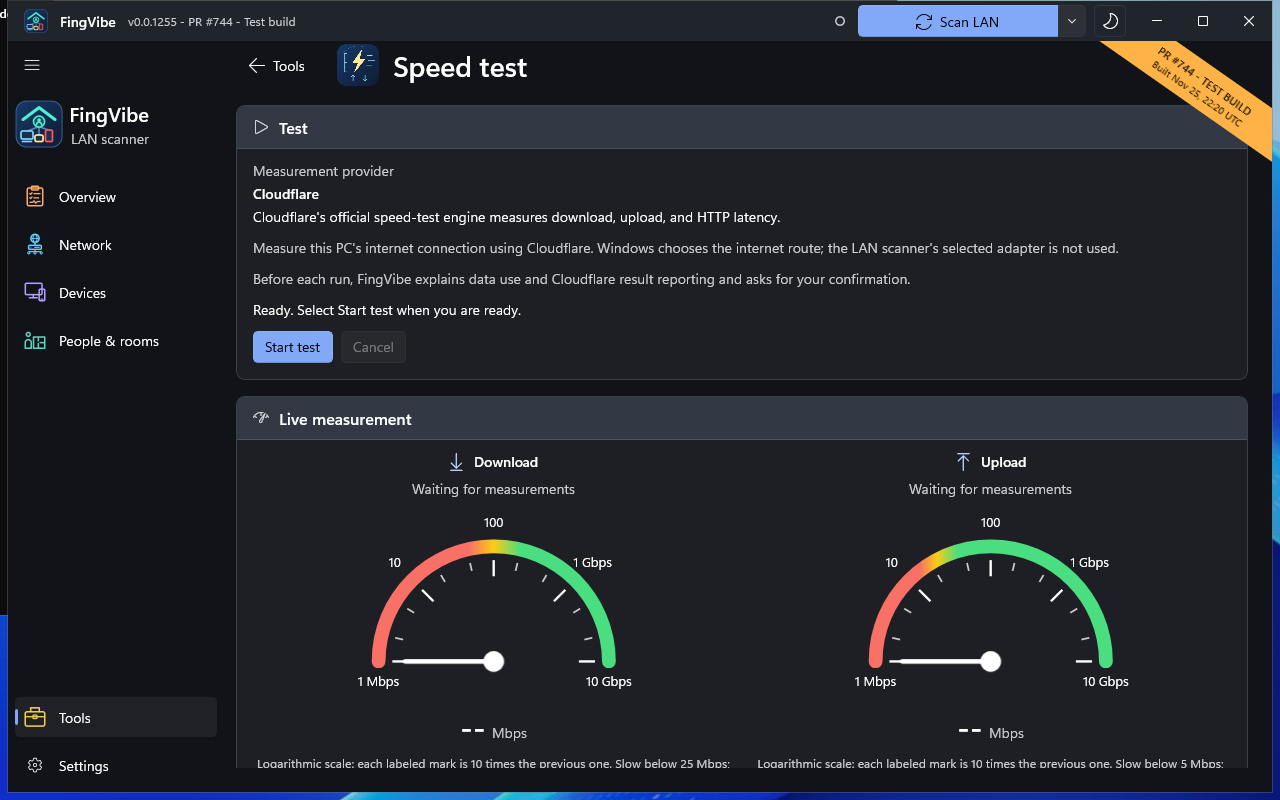 FingVibe v0.0.1255 - PR #744 - Test build
Scan LAN
Tools
Speed test
PR #744 - TEST BUILD
Built Nov 25, 22:20 UTC
FingVibe
LAN scanner
Overview
Network
Devices
People & rooms
Tools
Settings
Test
Measurement provider
Cloudflare
Cloudflare's official speed-test engine measures download, upload, and HTTP latency.
Measure this PC's internet connection using Cloudflare. Windows chooses the internet route; the LAN scanner's selected adapter is not used.
Before each run, FingVibe explains data use and Cloudflare result reporting and asks for your confirmation.
Ready. Select Start test when you are ready.
Start test
Cancel
Live measurement
Download
Waiting for measurements
100
10
1 Gbps
1 Mbps
10 Gbps
-- Mbps
Logarithmic scale: each labeled mark is 10 times the previous one. Slow below 25 Mbps;
Upload
Waiting for measurements
100
10
1 Gbps
1 Mbps
10 Gbps
-- Mbps
Logarithmic scale: each labeled mark is 10 times the previous one. Slow below 5 Mbps;